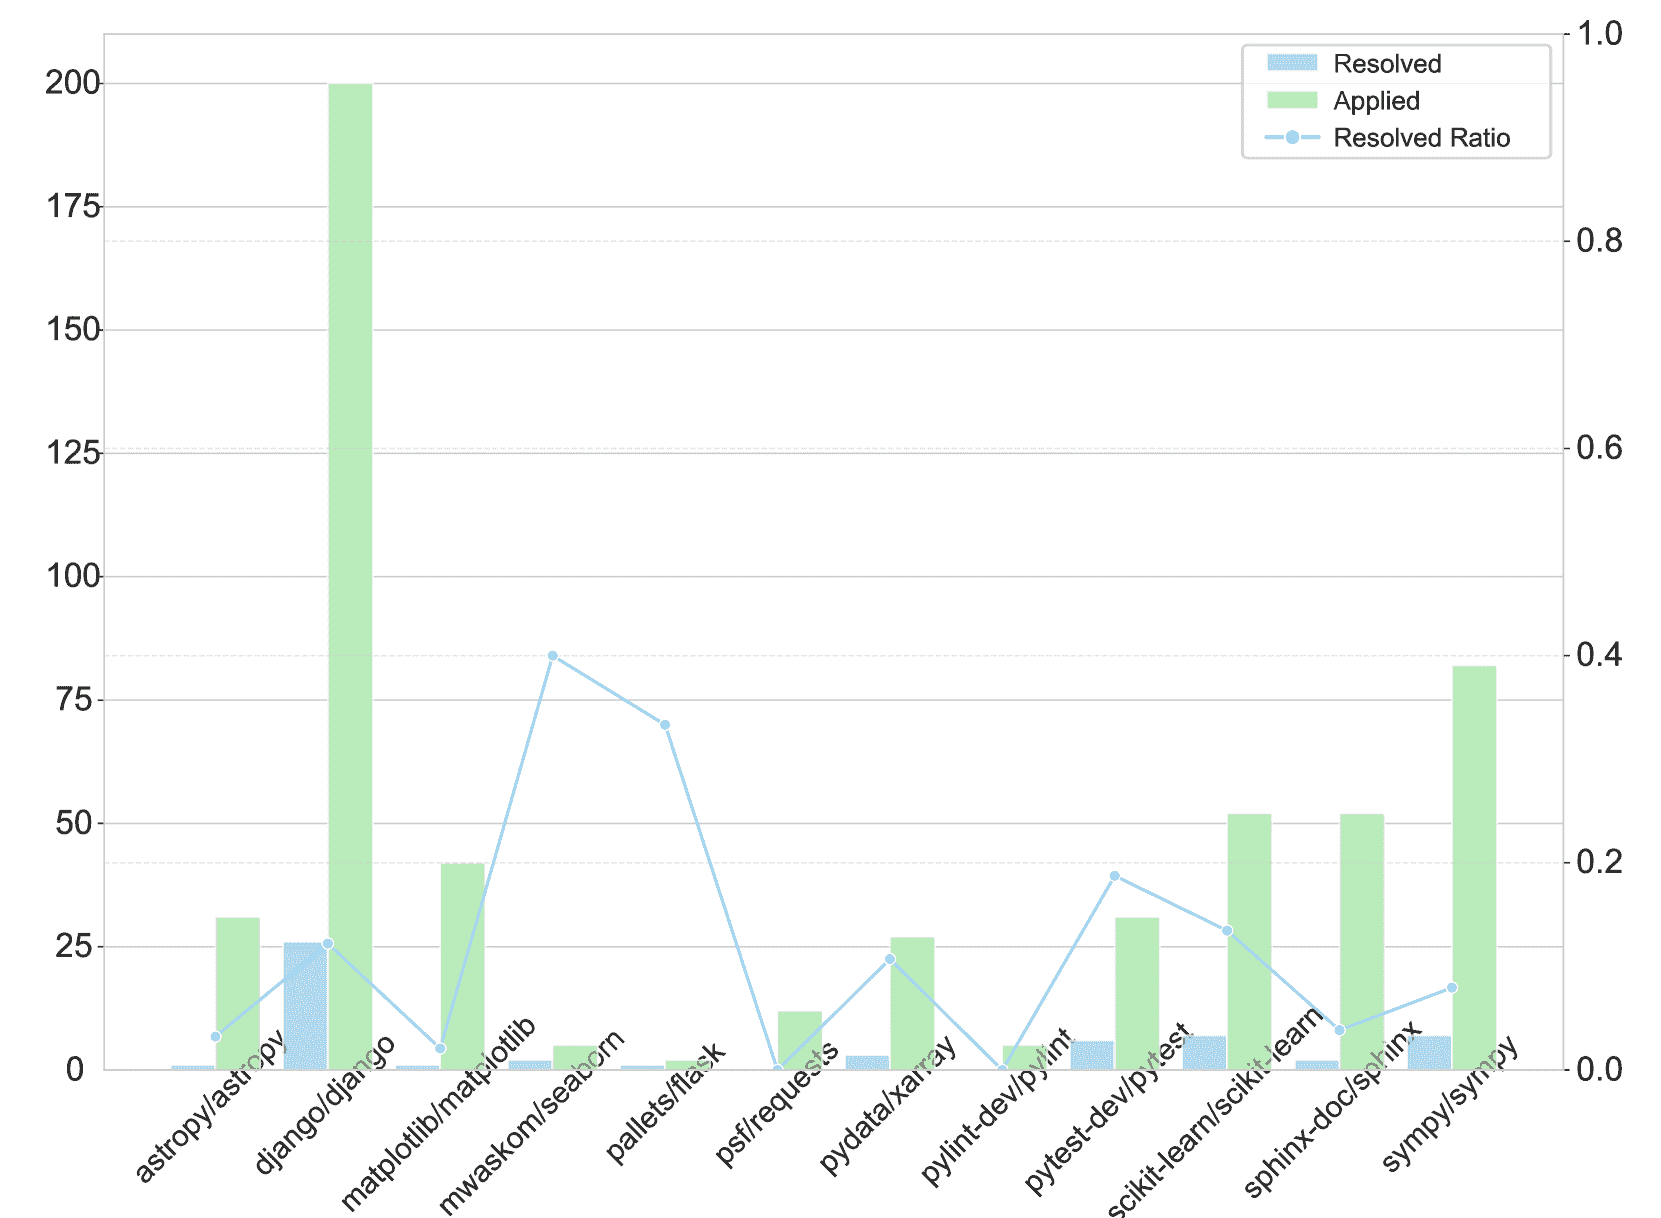 200
175
150
125
100
75
50
25
0
1.0
0.8
0.6
0.4
0.2
0.0
Resolved
Applied
Resolved Ratio
astropy/astropy
django/django
matplotlib/matplotlib
mwaskom/seaborn
pallets/flask
psf/requests
pydata/xarray
pylint-dev/pylint
pytest-dev/pytest
scikit-learn/scikit-learn
sphinx-doc/sphinx
sympy/sympy